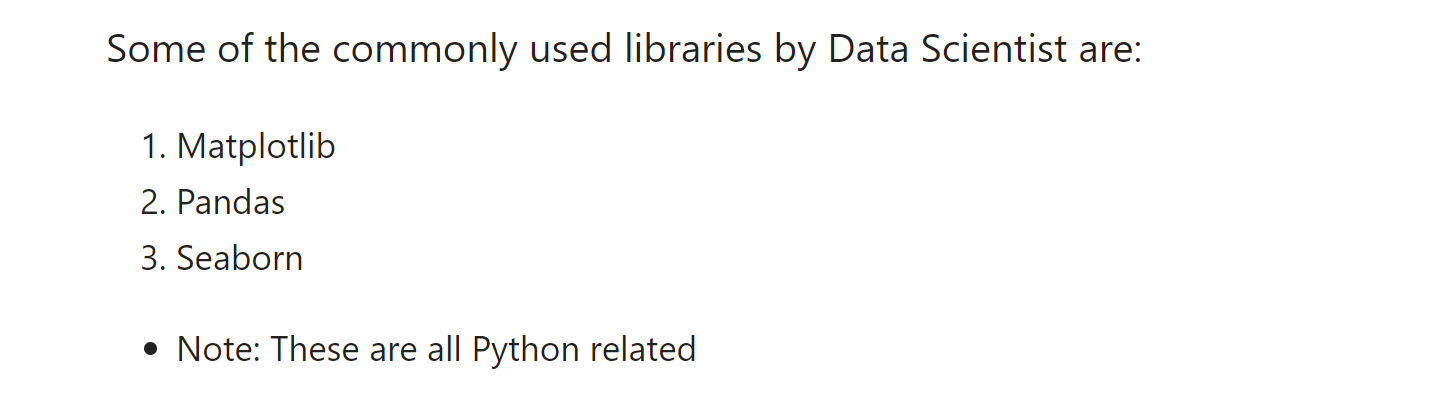 Some of the commonly used libraries by Data Scientist are:
1. Matplotlib
2. Pandas
3. Seaborn
• Note: These are all Python related